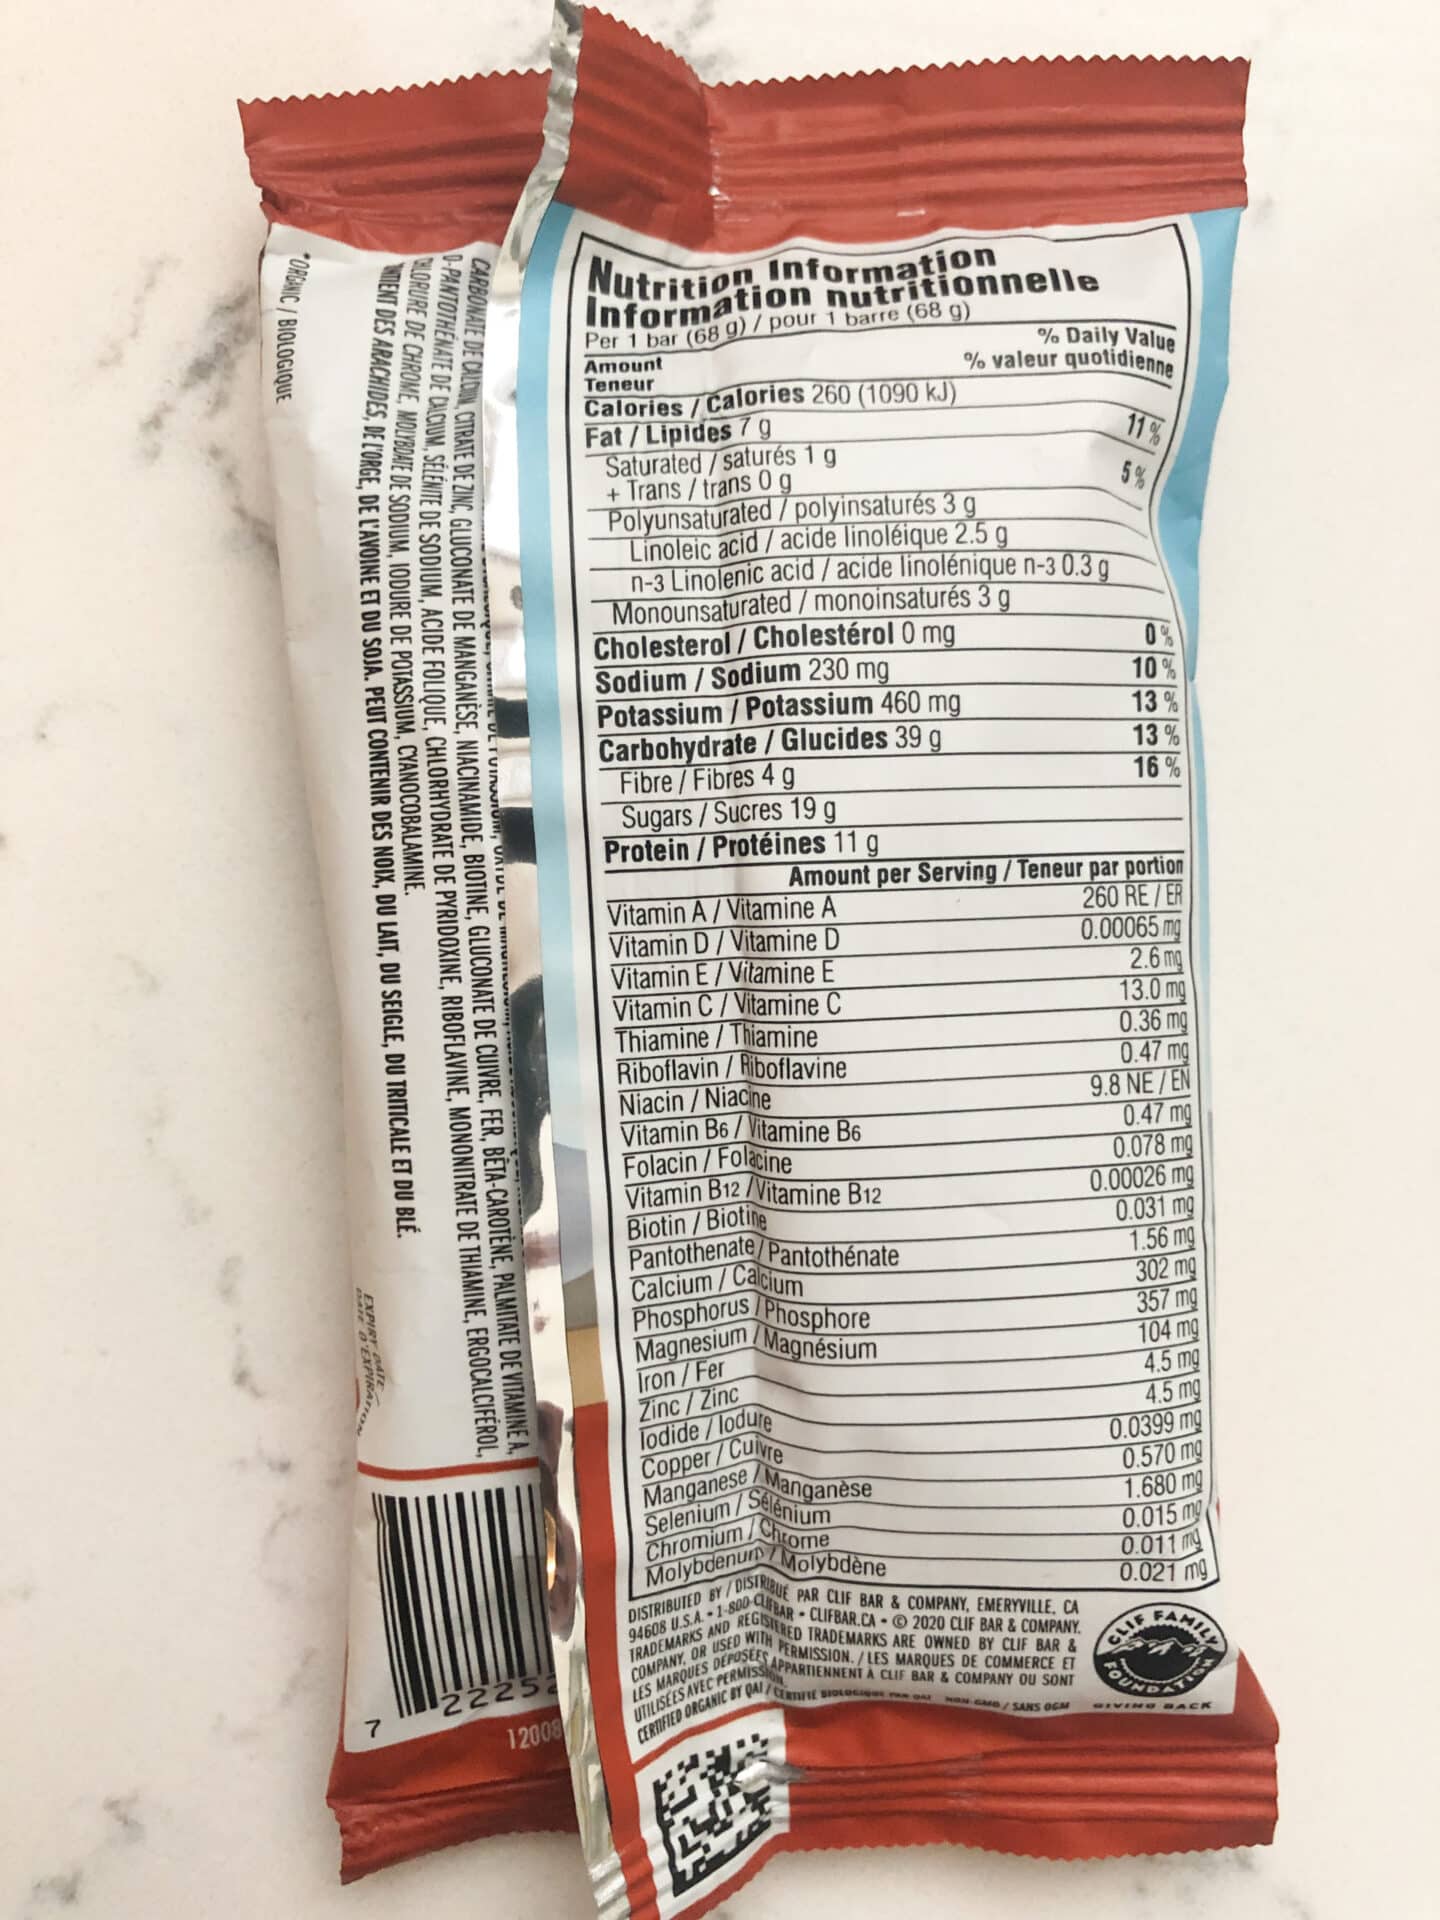 Nutrition Information
Information nutritionnelle
Per 1 bar (68 g) / pour 1 barre (68 g)
Amount
Teneur
% Daily Value
% valeur quotidienne
Calories / Calories 260 (1090 kJ)
Fat / Lipides 7 g 11 %
Saturated / saturés 1 g
+ Trans / trans 0 g 5 %
Polyunsaturated / polyinsaturés 3 g
Linoleic acid / acide linoléique 2.5 g
n-3 Linolenic acid / acide linolénique n-3 0.3 g
Monounsaturated / monoinsaturés 3 g
Cholesterol / Cholestérol 0 mg 0 %
Sodium / Sodium 230 mg 10 %
Potassium / Potassium 460 mg 13 %
Carbohydrate / Glucides 39 g 13 %
Fibre / Fibres 4 g 16 %
Sugars / Sucres 19 g
Protein / Protéines 11 g
Amount per Serving / Teneur par portion
Vitamin A / Vitamine A 260 RE / ER
Vitamin D / Vitamine D 0.00065 mg
Vitamin E / Vitamine E 2.6 mg
Vitamin C / Vitamine C 13.0 mg
Thiamine / Thiamine 0.36 mg
Riboflavin / Riboflavine 0.47 mg
Niacin / Niacine 9.8 NE / EN
Vitamin B6 / Vitamine B6 0.47 mg
Folacin / Folacine 0.078 mg
Vitamin B12 / Vitamine B12 0.00026 mg
Biotin / Biotine 0.031 mg
Pantothenate / Pantothénate 1.56 mg
Calcium / Calcium 302 mg
Phosphorus / Phosphore 357 mg
Magnesium / Magnésium 104 mg
Iron / Fer 4.5 mg
Zinc / Zinc 4.5 mg
Iodide / Iodure 0.0399 mg
Copper / Cuivre 0.570 mg
Manganese / Manganèse 1.680 mg
Selenium / Sélénium 0.015 mg
Chromium / Chrome 0.011 mg
Molybdenum / Molybdène 0.021 mg
DISTRIBUTED BY / DISTRIBUÉ PAR CLIF BAR & COMPANY, EMERYVILLE, CA
94608 U.S.A. • 1-800-CLIFBAR • CLIFBAR.CA • © 2020 CLIF BAR & COMPANY.
TRADEMARKS AND REGISTERED TRADEMARKS ARE OWNED BY CLIF BAR &
COMPANY, OR USED WITH PERMISSION. / LES MARQUES DE COMMERCE ET
LES MARQUES DÉPOSÉES APPARTIENNENT À CLIF BAR & COMPANY OU SONT
UTILISÉES AVEC PERMISSION.
CERTIFIED ORGANIC BY QAI / CERTIFIÉ BIOLOGIQUE PAR QAI NON-GMO / SANS OGM
CLIF FAMILY
FOUNDATION
GIVING BACK
CARBONATE DE CALCIUM, CITRATE DE ZINC, GLUCONATE DE MANGANÈSE, NIACINAMIDE, BIOTINE, GLUCONATE DE CUIVRE, FER, BÊTA-CAROTÈNE, PALMITATE DE VITAMINE A,
D-PANTOTHÉNATE DE CALCIUM, SÉLÉNITE DE SODIUM, ACIDE FOLIQUE, CHLORHYDRATE DE PYRIDOXINE, RIBOFLAVINE, MONONITRATE DE THIAMINE, ERGOCALCIFÉROL,
CHLORURE DE CHROME, MOLYBDATE DE SODIUM, IODURE DE POTASSIUM, CYANOCOBALAMINE.
CONTIENT DES ARACHIDES, DE L'ORGE, DE L'AVOINE ET DU SOJA. PEUT CONTENIR DES NOIX, DU LAIT, DU SEIGLE, DU TRITICALE ET DU BLÉ.
*ORGANIC / BIOLOGIQUE
EXPIRY DATE /
DATE D'EXPIRATION
7
22252
12008